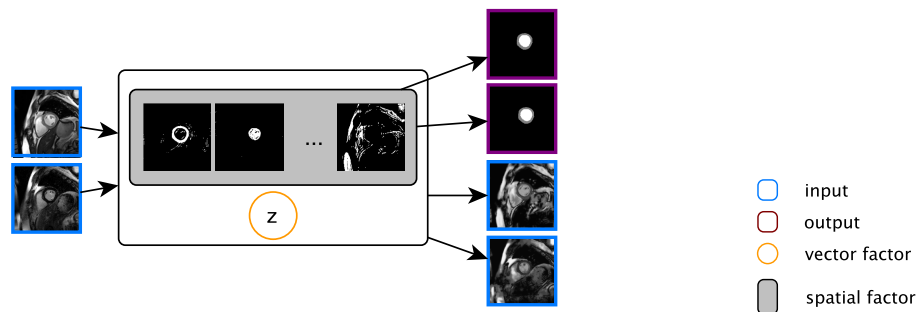 ...
z
input
output
vector factor
spatial factor